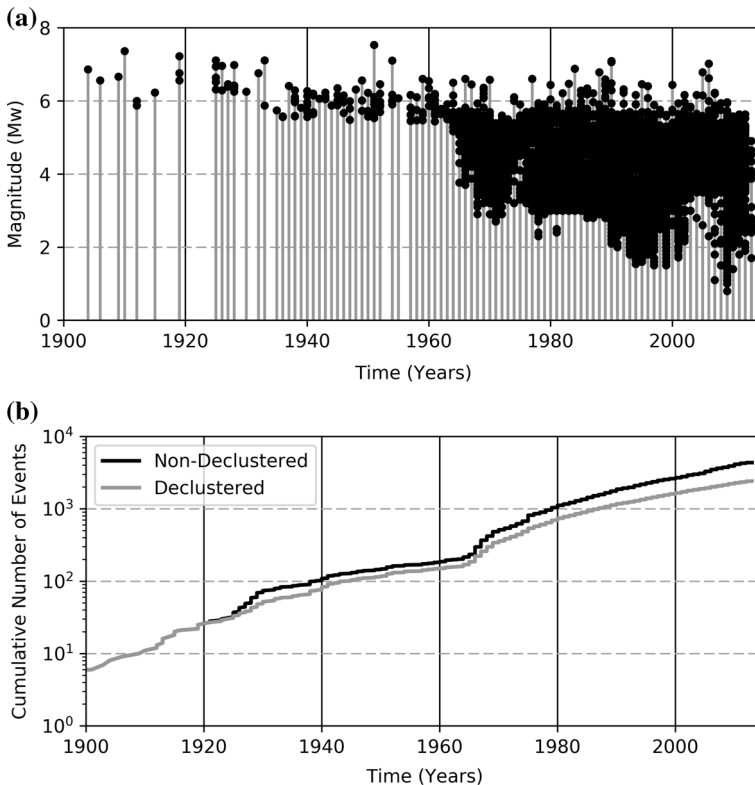 (a)
8
6
4
2
0
Magnitude (Mw)
1900 1920 1940 1960 1980 2000
Time (Years)
(b)
10^4
10^3
10^2
10^1
10^0
Cumulative Number of Events
Non-Declustered
Declustered
1900 1920 1940 1960 1980 2000
Time (Years)